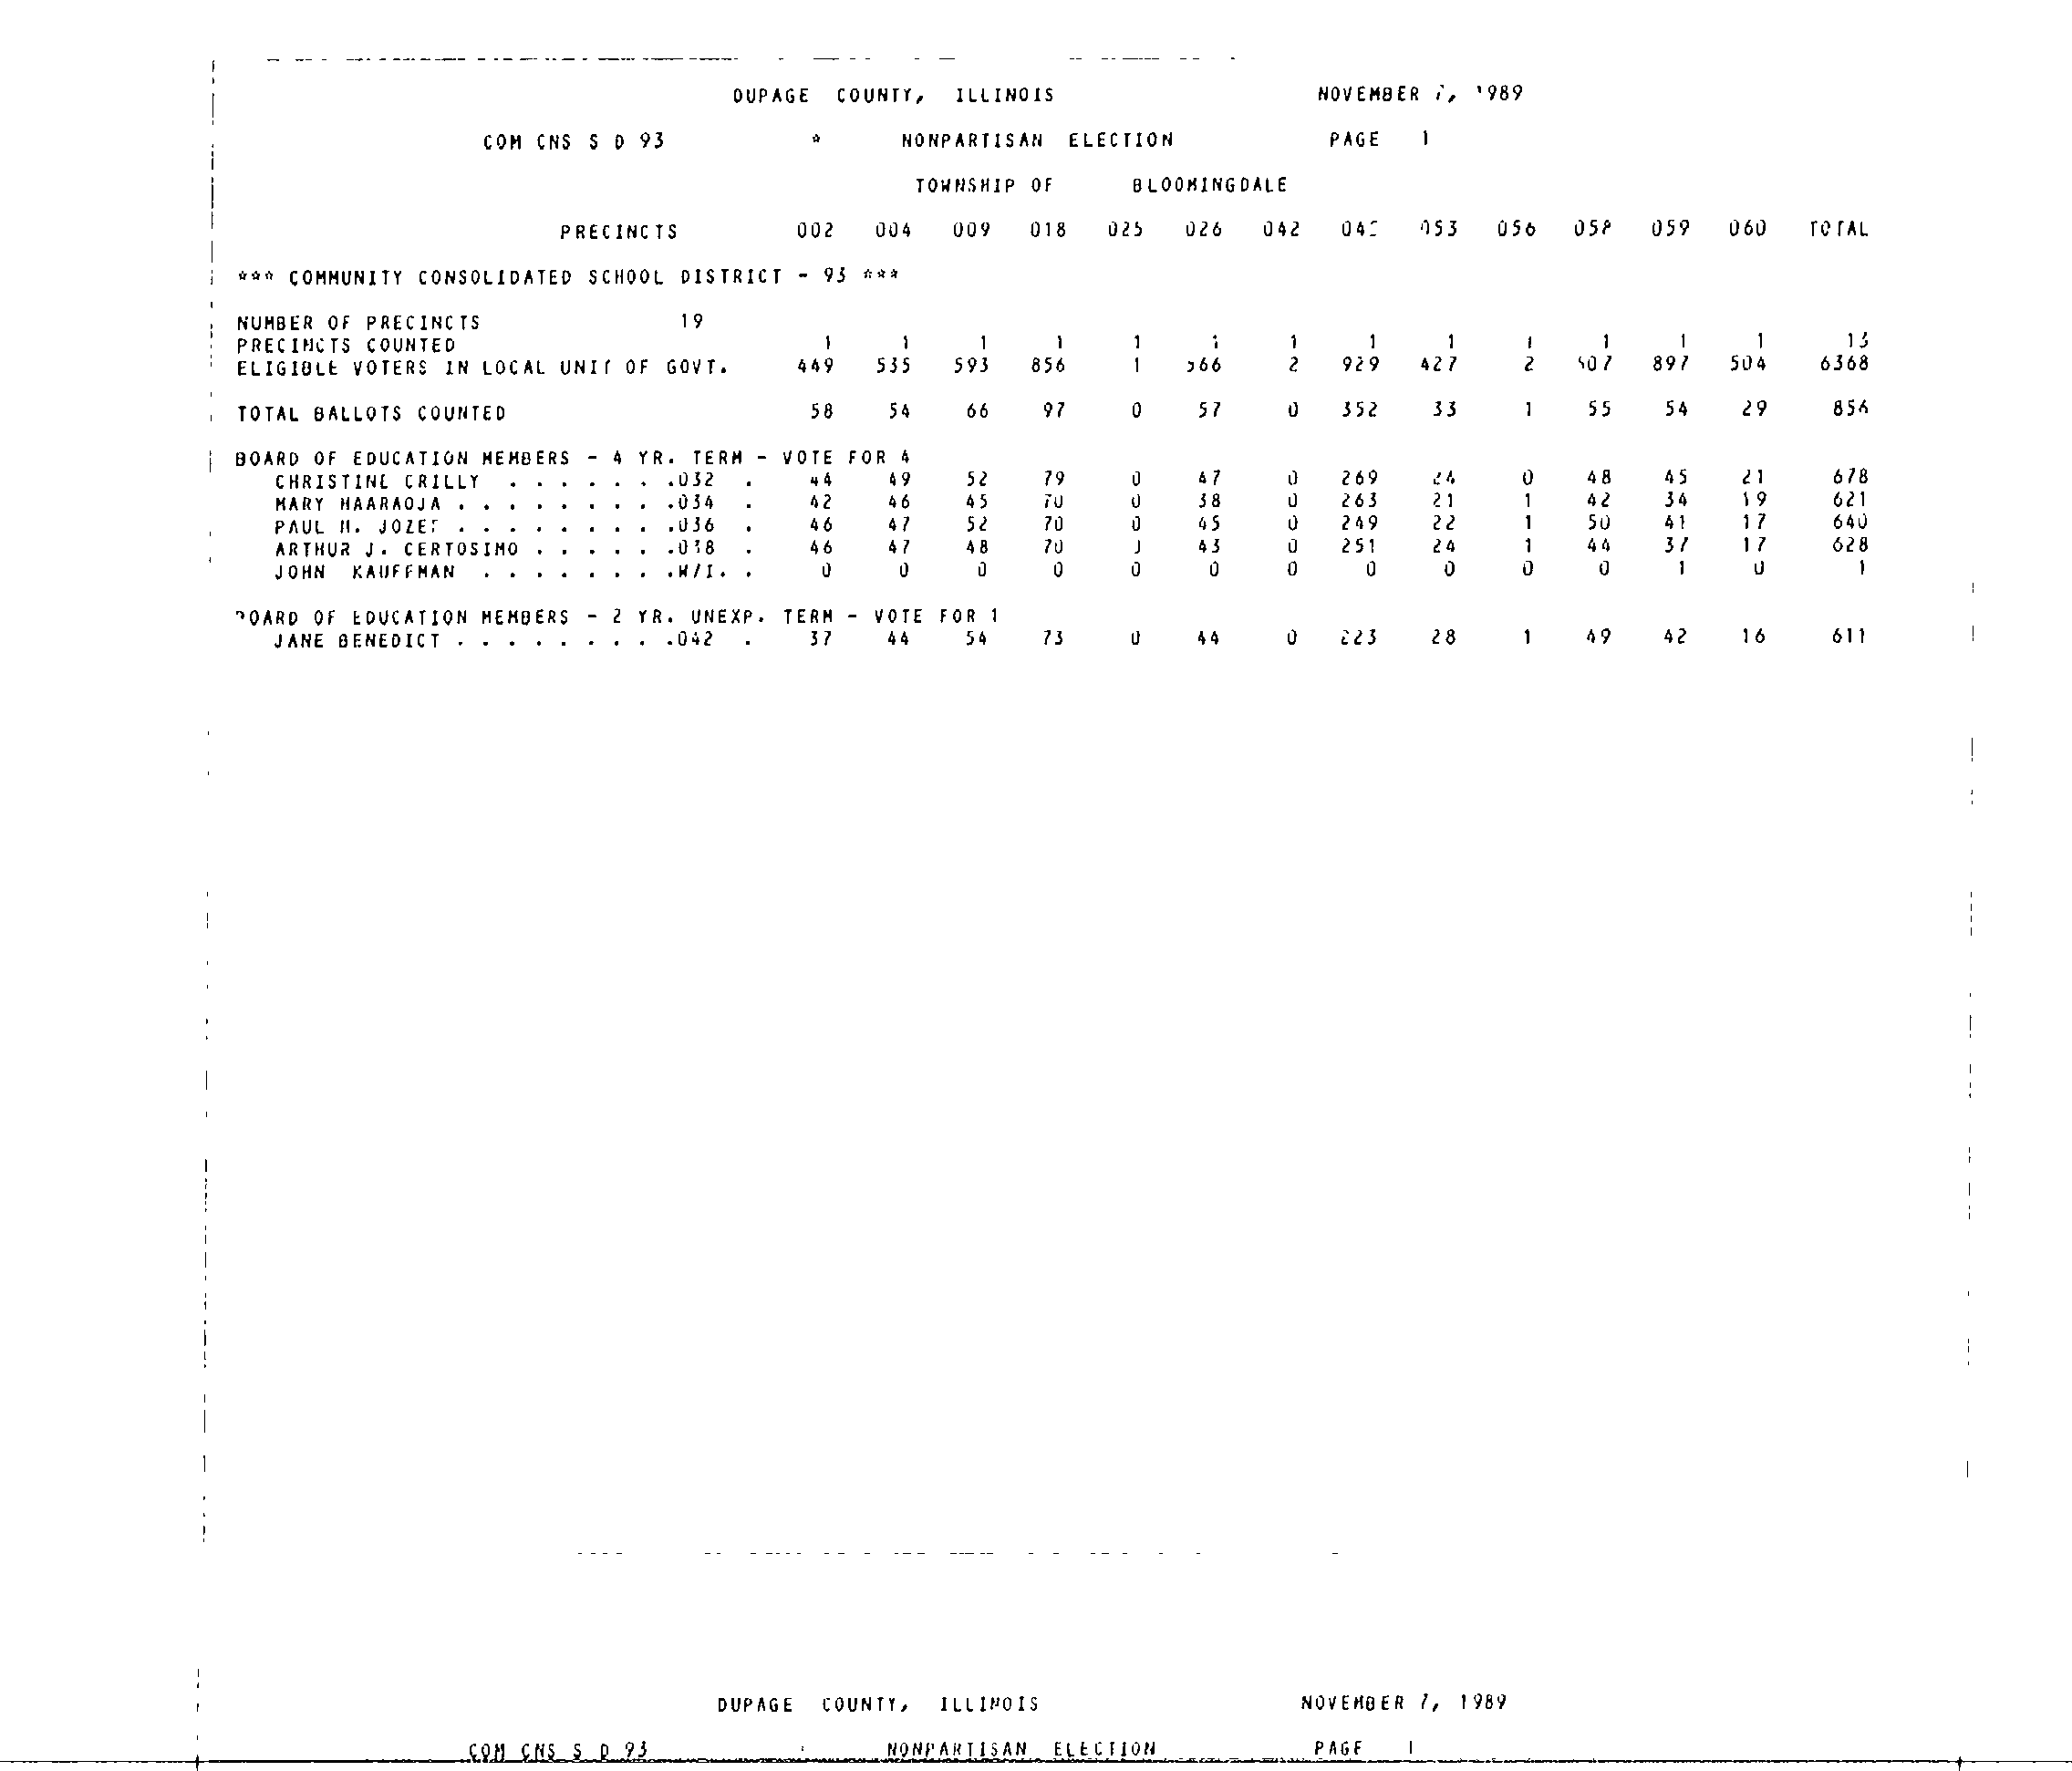 DUPAGE COUNTY, ILLINOIS NOVEMBER 7, 1989
COM CNS S D 93 * NONPARTISAN ELECTION PAGE 1
TOWNSHIP OF BLOOMINGDALE
PRECINCTS 002 004 009 018 025 026 042 053 056 058 059 060 TOTAL
*** COMMUNITY CONSOLIDATED SCHOOL DISTRICT - 93 ***
NUMBER OF PRECINCTS 19
PRECINCTS COUNTED 1 1 1 1 1 1 1 1 1 1 1 1 1 13
ELIGIBLE VOTERS IN LOCAL UNIT OF GOVT. 449 535 593 856 1 566 2 929 427 2 607 897 504 6368
TOTAL BALLOTS COUNTED 58 54 66 97 0 57 0 352 33 1 55 54 29 856
BOARD OF EDUCATION MEMBERS - 4 YR. TERM - VOTE FOR 4
CHRISTINE CRILLY . . . . . . .032 . 44 49 52 79 0 47 0 269 24 0 48 45 21 678
MARY HAARAOJA . . . . . . . . .034 . 42 46 45 70 0 38 0 263 21 1 42 34 19 621
PAUL H. JOZEF . . . . . . . . .036 . 46 47 52 70 0 45 0 249 22 1 50 41 17 640
ARTHUR J. CERTOSIMO . . . . . .038 . 46 47 48 70 0 43 0 251 24 1 44 37 17 628
JOHN KAUFFMAN . . . . . . . .W/I. . 0 0 0 0 0 0 0 0 0 0 0 1 0 1
BOARD OF EDUCATION MEMBERS - 2 YR. UNEXP. TERM - VOTE FOR 1
JANE BENEDICT . . . . . . . . .042 . 37 44 54 73 0 44 0 223 28 1 49 42 16 611
DUPAGE COUNTY, ILLINOIS NOVEMBER 7, 1989
COM CNS S D 93 NONPARTISAN ELECTION PAGE 1